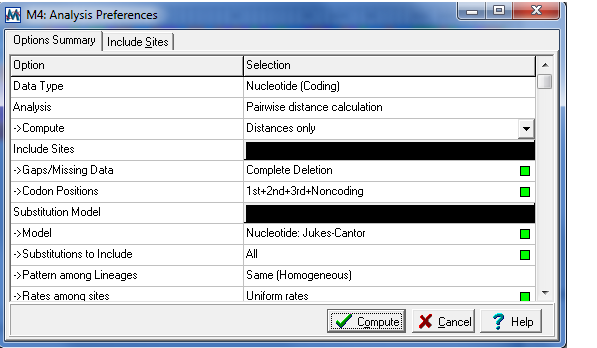 M4: Analysis Preferences
Options Summary Include Sites
Option Selection
Data Type Nucleotide (Coding)
Analysis Pairwise distance calculation
->Compute Distances only
Include Sites
->Gaps/Missing Data Complete Deletion
->Codon Positions 1st+2nd+3rd+Noncoding
Substitution Model
->Model Nucleotide: Jukes-Cantor
->Substitutions to Include All
->Pattern among Lineages Same (Homogeneous)
->Rates among sites Uniform rates
Compute Cancel Help